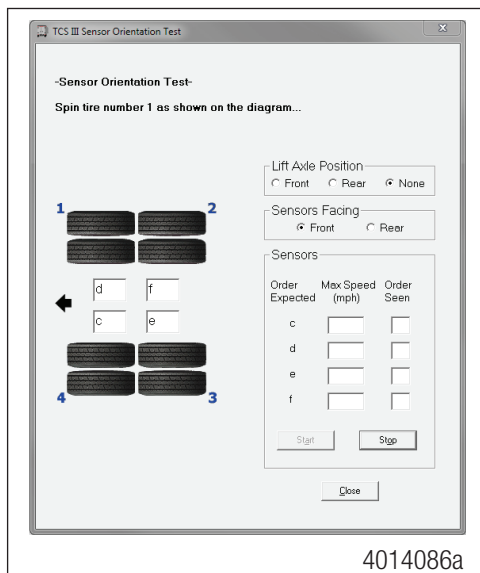 TCS III Sensor Orientation Test
X
-Sensor Orientation Test-
Spin tire number 1 as shown on the diagram...
Lift Axle Position
Front Rear None
Sensors Facing
Front Rear
1 2
d f
c e
4 3
Sensors
Order Expected Max Speed (mph) Order Seen
c
d
e
f
Start Stop
Close
4014086a